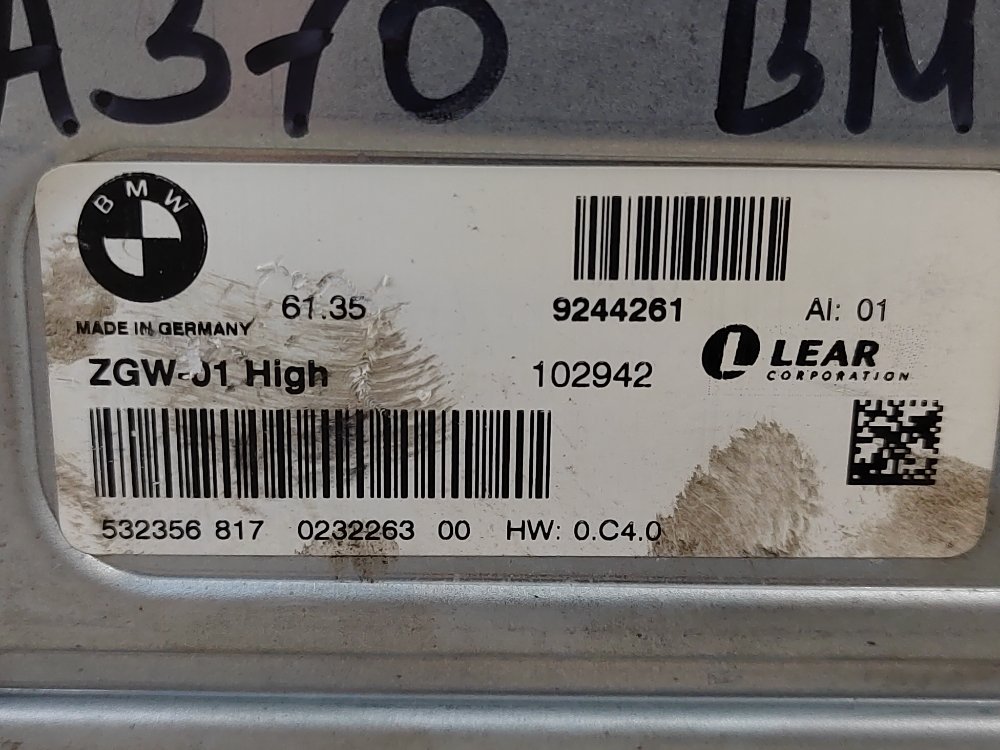 A370 BM
BMW
9244261
61.35
AI: 01
MADE IN GERMANY
ZGW-01 High
102942
LEAR
CORPORATION
532356 817 0232263 00 HW: 0.C4.0